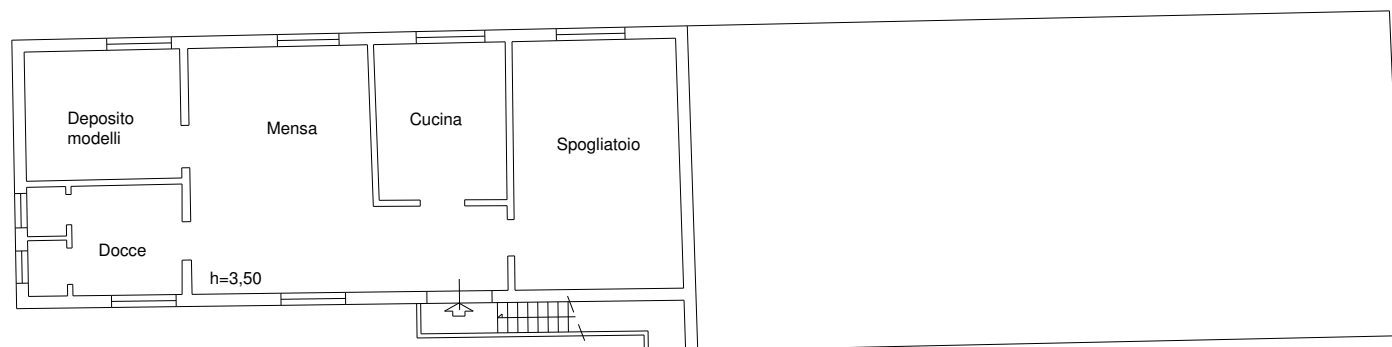 Deposito
modelli
Mensa
Cucina
Spogliatoio
Docce
h=3,50